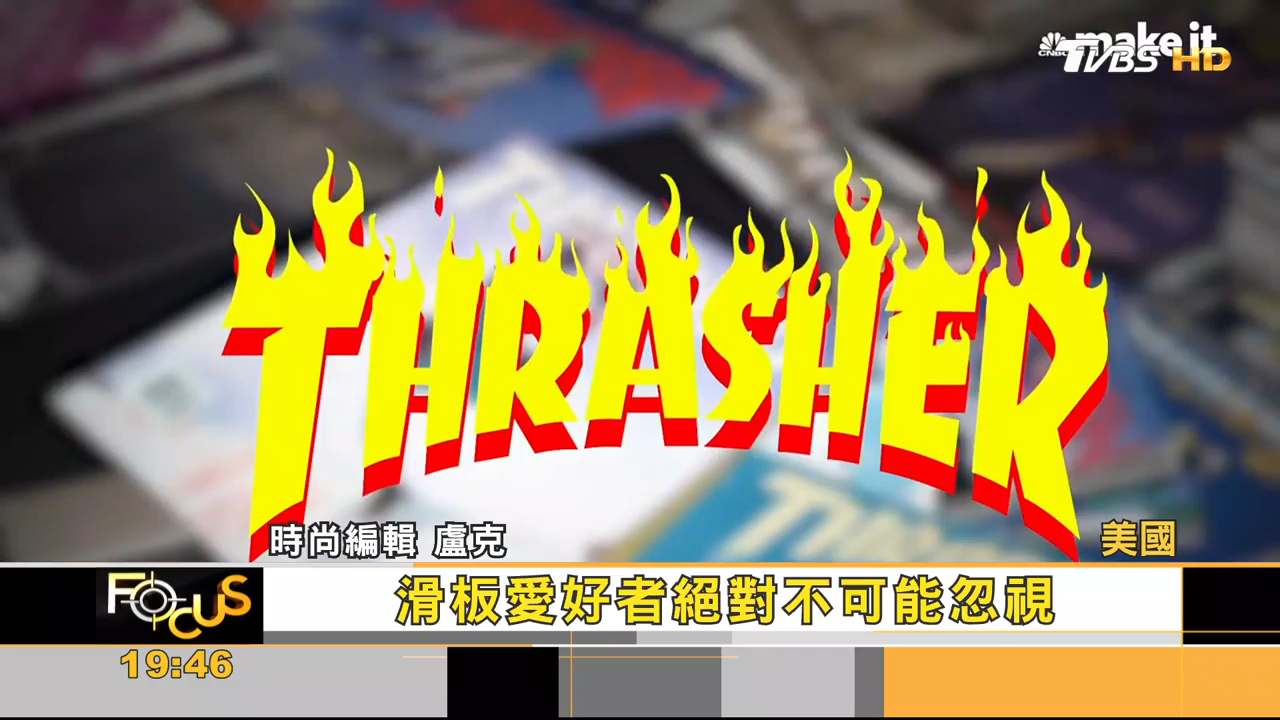 make it
CNBC
TVBS HD
THRASHER
時尚編輯 盧克
美國
FOCUS
滑板愛好者絕對不可能忽視
19:46